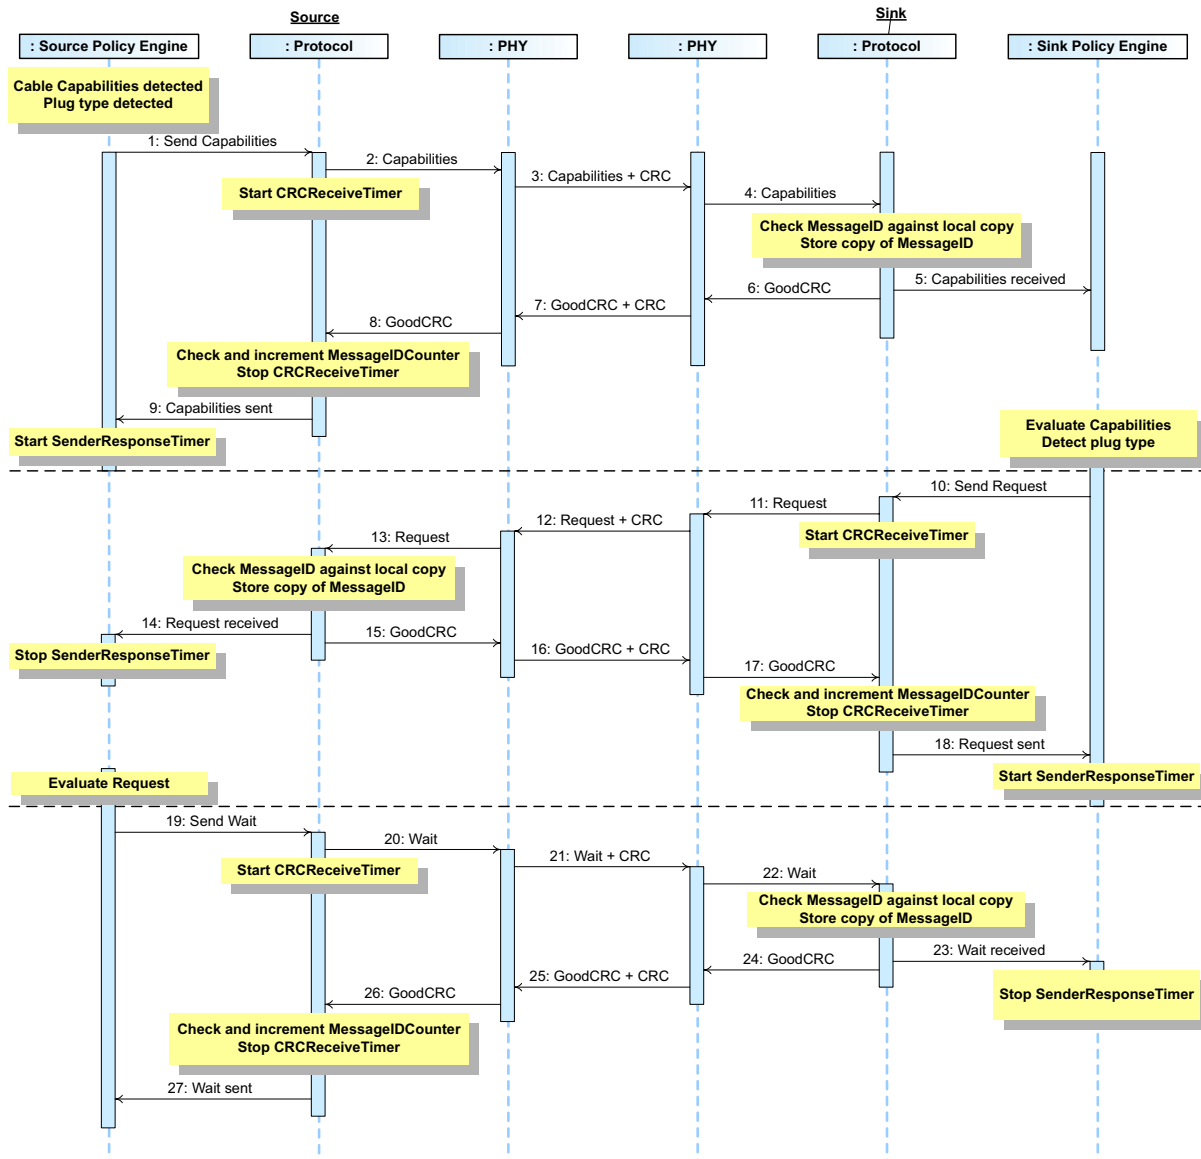 Source
Sink
: Source Policy Engine
: Protocol
: PHY
: PHY
: Protocol
: Sink Policy Engine
Cable Capabilities detected
Plug type detected
1: Send Capabilities
2: Capabilities
3: Capabilities + CRC
Start CRCReceiveTimer
4: Capabilities
Check MessageID against local copy
Store copy of MessageID
5: Capabilities received
6: GoodCRC
7: GoodCRC + CRC
8: GoodCRC
Check and increment MessageIDCounter
Stop CRCReceiveTimer
9: Capabilities sent
Start SenderResponseTimer
Evaluate Capabilities
Detect plug type
10: Send Request
11: Request
12: Request + CRC
Start CRCReceiveTimer
13: Request
Check MessageID against local copy
Store copy of MessageID
14: Request received
15: GoodCRC
Stop SenderResponseTimer
16: GoodCRC + CRC
17: GoodCRC
Check and increment MessageIDCounter
Stop CRCReceiveTimer
18: Request sent
Start SenderResponseTimer
Evaluate Request
19: Send Wait
20: Wait
21: Wait + CRC
Start CRCReceiveTimer
22: Wait
Check MessageID against local copy
Store copy of MessageID
23: Wait received
24: GoodCRC
25: GoodCRC + CRC
26: GoodCRC
Stop SenderResponseTimer
Check and increment MessageIDCounter
Stop CRCReceiveTimer
27: Wait sent